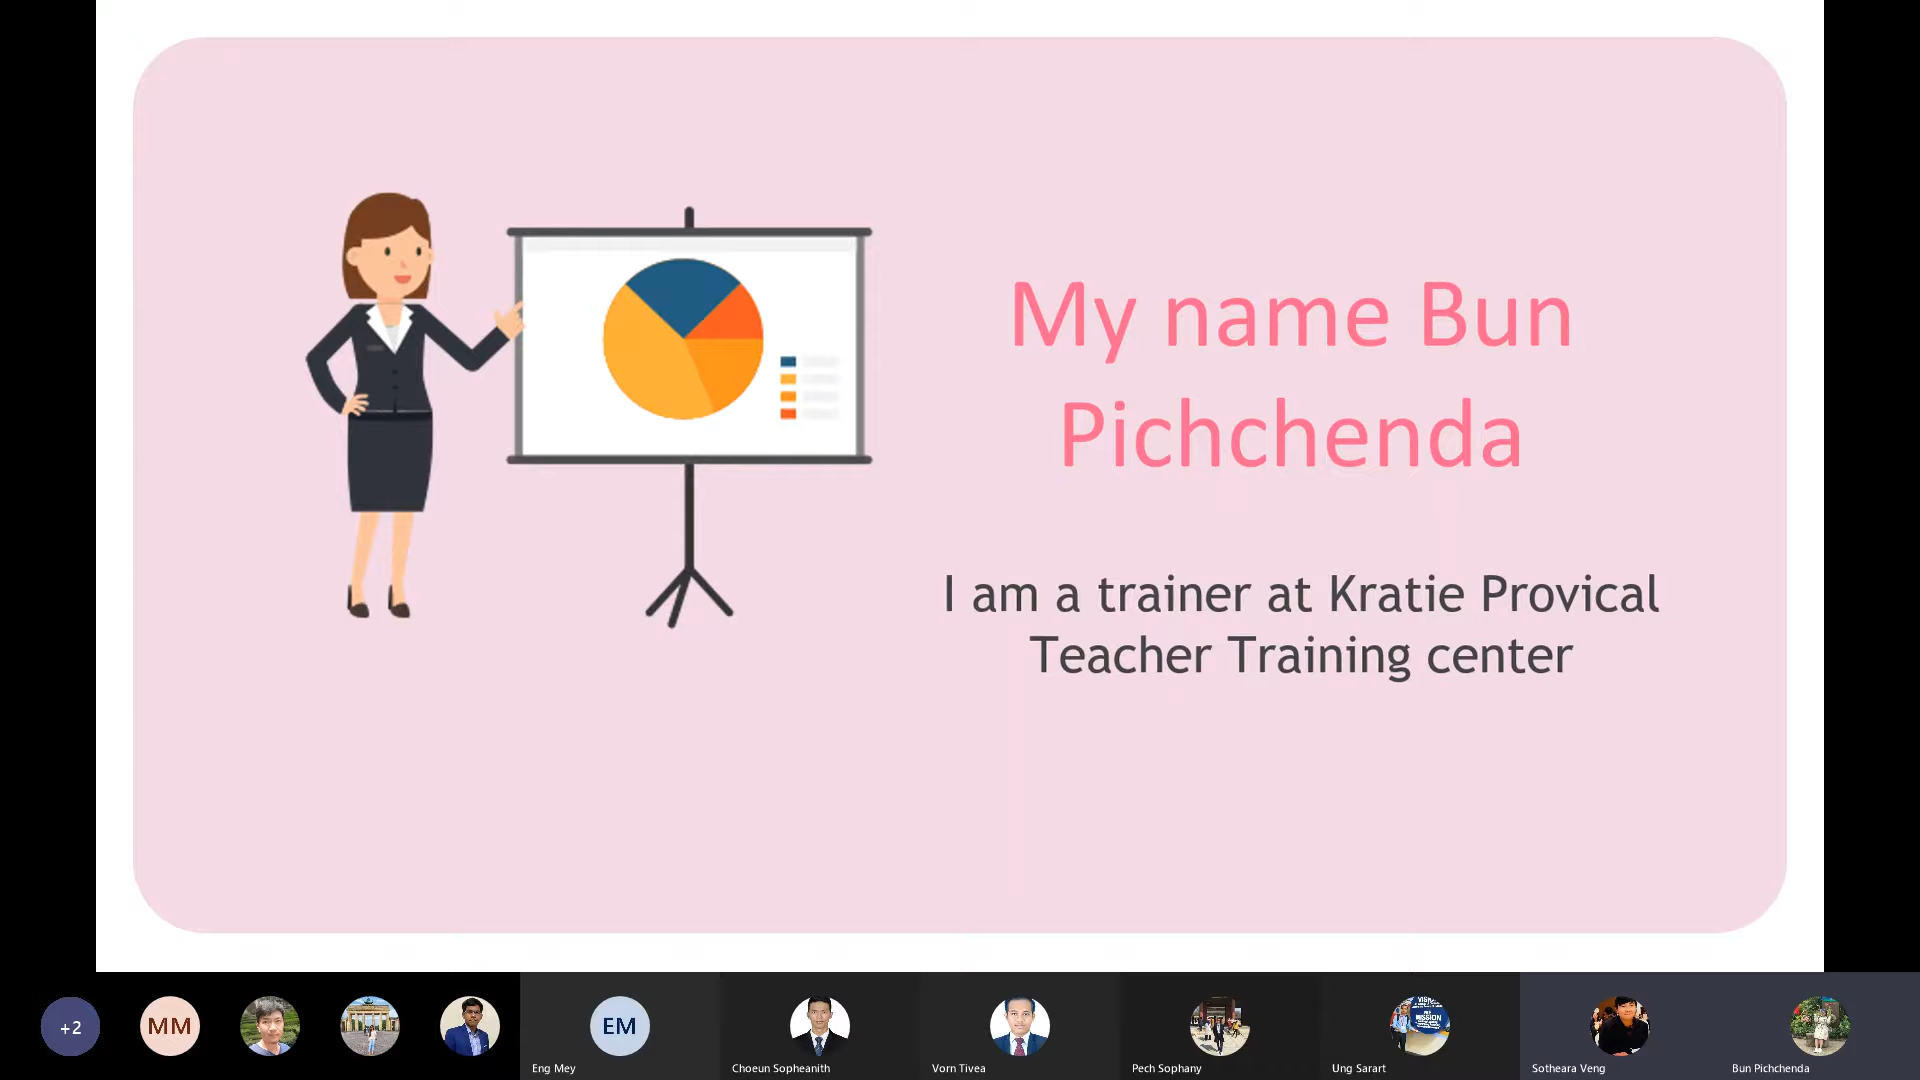 My name Bun
Pichchenda
I am a trainer at Kratie Provical
Teacher Training center
+2
MM
EM
Eng Mey
Choeun Sopheanith
Vorn Tivea
Pech Sophany
MISSION
Ung Sarart
Sotheara Veng
Bun Pichchenda